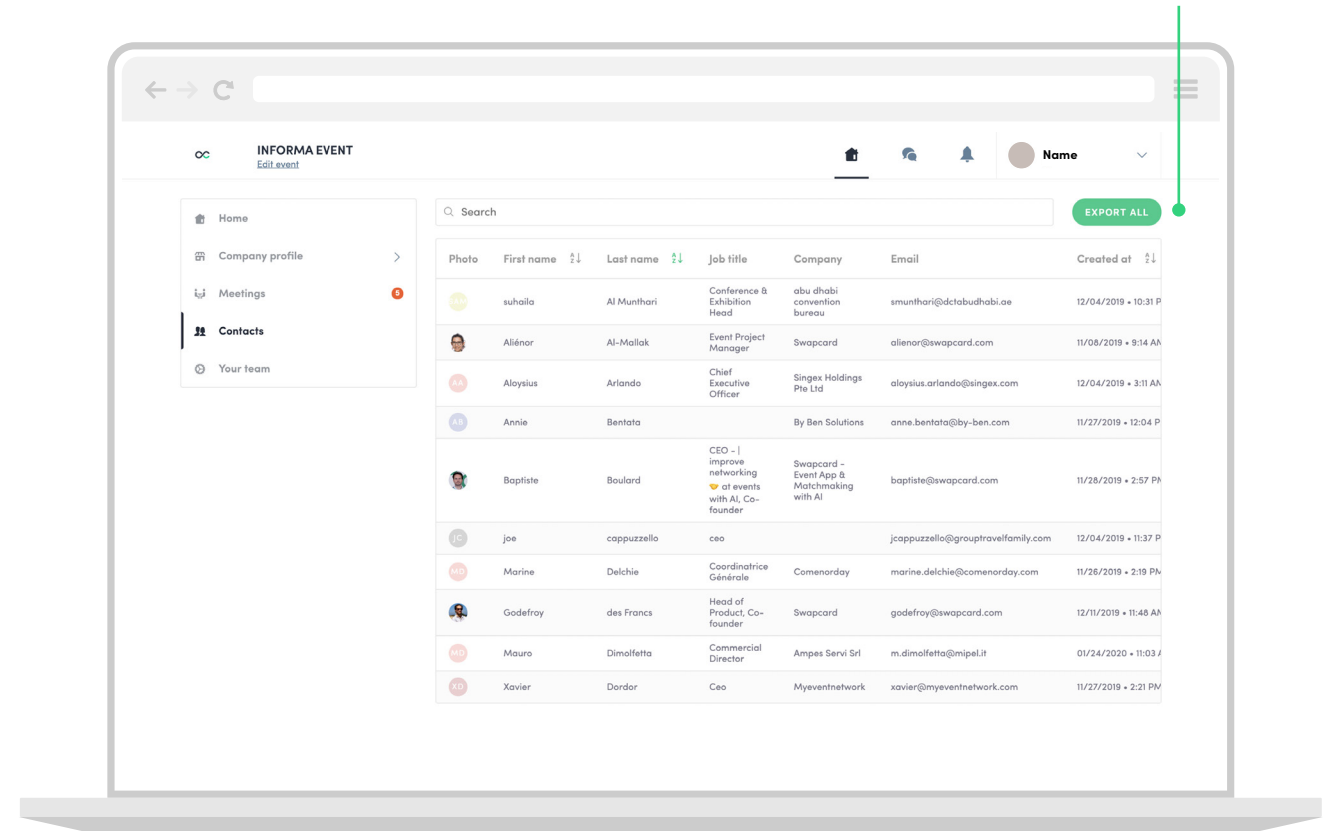 INFORMA EVENT
Edit event
Name
Home
Company profile
Meetings
5
Contacts
Your team
Search
EXPORT ALL
Photo First name Last name Job title Company Email Created at
suhaila Al Munthari Conference & Exhibition Head abu dhabi convention bureau smunthari@dctabudhabi.ae 12/04/2019 • 10:31 P
Aliénor Al-Mallak Event Project Manager Swapcard alienor@swapcard.com 11/08/2019 • 9:14 AM
AA Aloysius Arlando Chief Executive Officer Singex Holdings Pte Ltd aloysius.arlando@singex.com 12/04/2019 • 3:11 AM
AB Annie Bentata By Ben Solutions anne.bentata@by-ben.com 11/27/2019 • 12:04 P
Baptiste Boulard CEO - | improve networking 🤝 at events with AI, Co-founder Swapcard - Event App & Matchmaking with AI baptiste@swapcard.com 11/28/2019 • 2:57 PM
JC joe cappuzzello ceo jcappuzzello@grouptravelfamily.com 12/04/2019 • 11:37 P
MD Marine Delchie Coordinatrice Générale Comenorday marine.delchie@comenorday.com 11/26/2019 • 2:19 PM
Godefroy des Francs Head of Product, Co-founder Swapcard godefroy@swapcard.com 12/11/2019 • 11:48 AM
MD Mauro Dimolfetta Commercial Director Ampes Servi Srl m.dimolfetta@mipel.it 01/24/2020 • 11:03 A
XD Xavier Dordor Ceo Myeventnetwork xavier@myeventnetwork.com 11/27/2019 • 2:21 PM